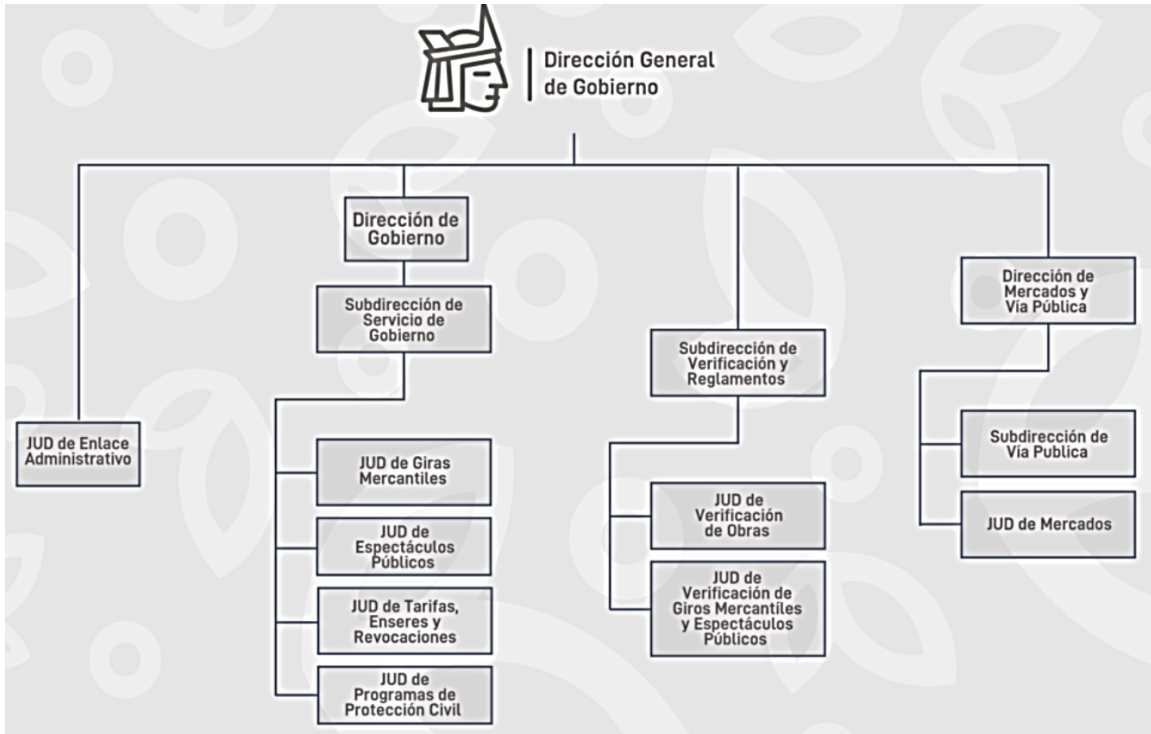 Dirección General
de Gobierno
Dirección de
Gobierno
Subdirección de
Servicio de
Gobierno
Subdirección de
Verificación y
Reglamentos
Dirección de
Mercados y
Vía Pública
JUD de Enlace
Administrativo
JUD de Giras
Mercantiles
JUD de
Espectáculos
Públicos
JUD de Tarifas,
Enseres y
Revocaciones
JUD de
Programas de
Protección Civil
JUD de
Verificación
de Obras
JUD de
Verificación de
Giros Mercantíles
y Espectáculos
Públicos
Subdirección de
Vía Publica
JUD de Mercados